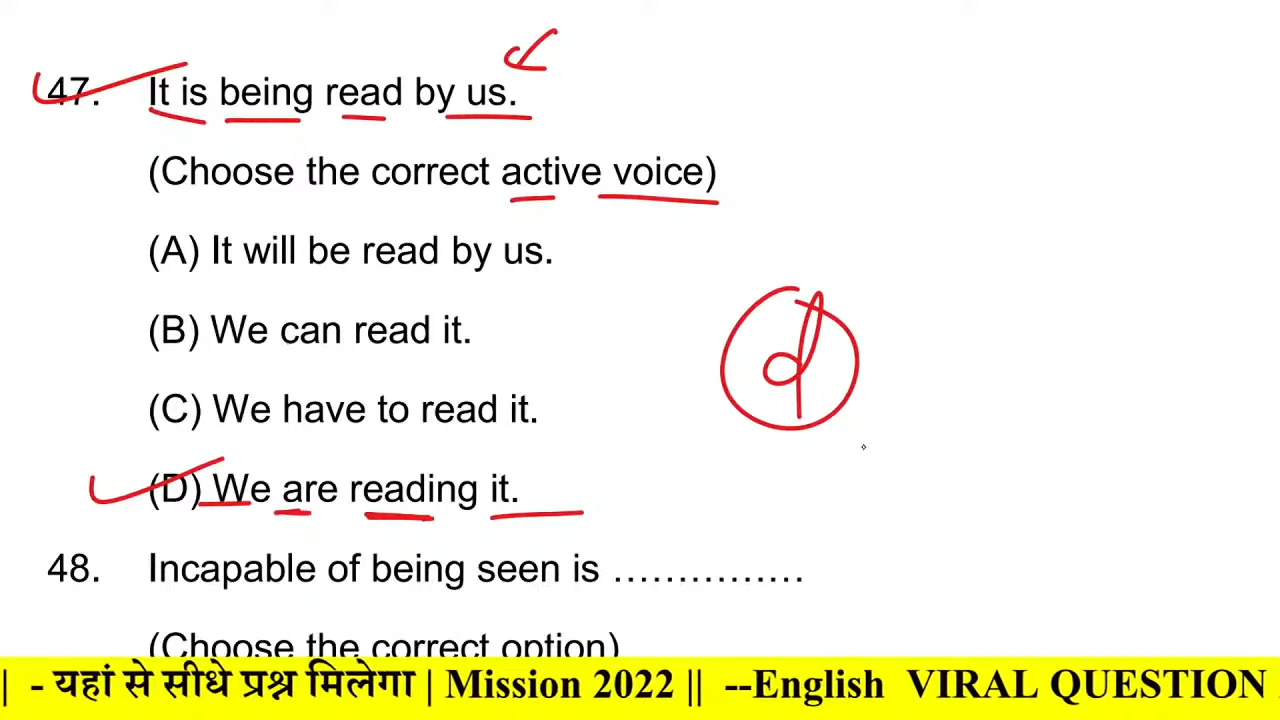 47. It is being read by us.
(Choose the correct active voice)
(A) It will be read by us.
(B) We can read it.
d
(C) We have to read it.
(D) We are reading it.
48. Incapable of being seen is ……………
(Choose the correct option)
| - यहां से सीधे प्रश्न मिलेगा | Mission 2022 || --English VIRAL QUESTION